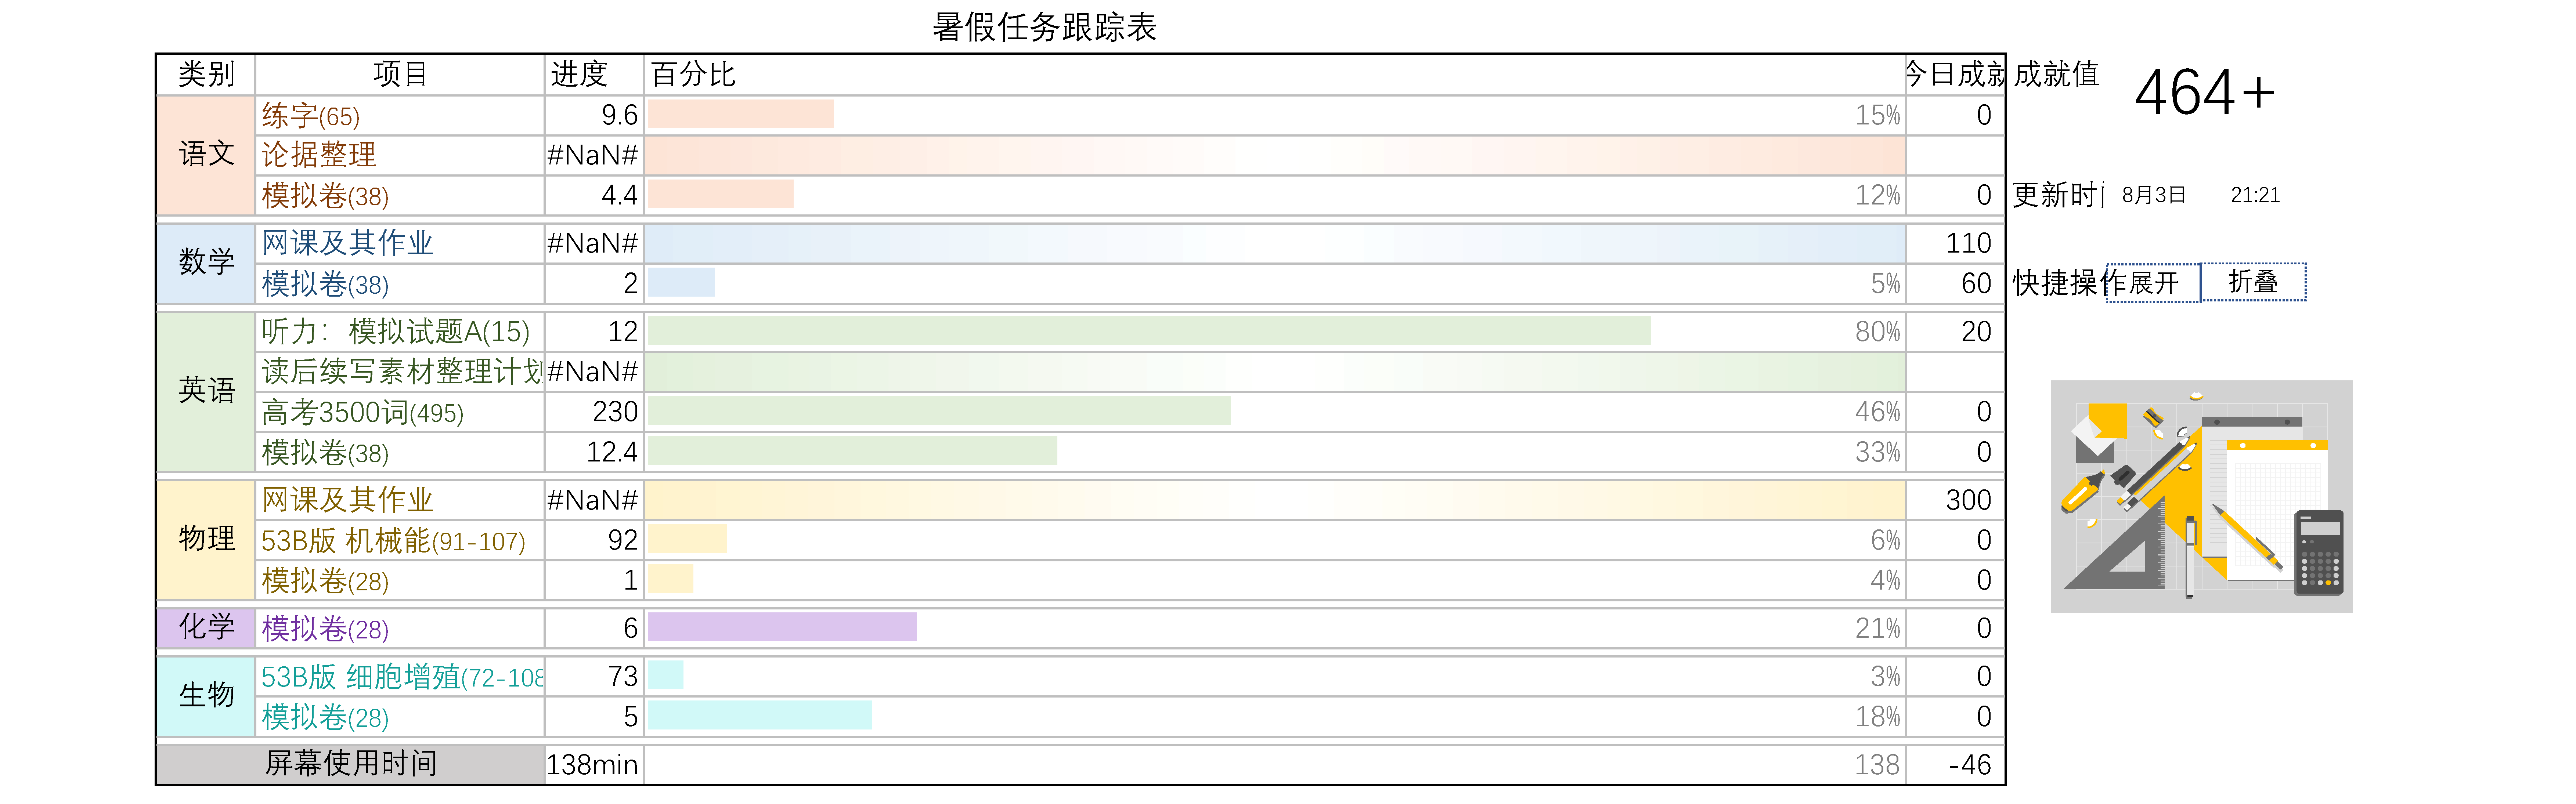 暑假任务跟踪表
类别 项目 进度 百分比 今日成就 成就值 464+
语文 练字(65) 9.6 15% 0
论据整理 #NaN#
模拟卷(38) 4.4 12% 0 更新时 8月3日 21:21
数学 网课及其作业 #NaN# 110
模拟卷(38) 2 5% 60 快捷操作 展开 折叠
英语 听力：模拟试题A(15) 12 80% 20
读后续写素材整理计划 #NaN#
高考3500词(495) 230 46% 0
模拟卷(38) 12.4 33% 0
物理 网课及其作业 #NaN# 300
53B版 机械能(91-107) 92 6% 0
模拟卷(28) 1 4% 0
化学 模拟卷(28) 6 21% 0
生物 53B版 细胞增殖(72-108 73 3% 0
模拟卷(28) 5 18% 0
屏幕使用时间 138min 138 -46